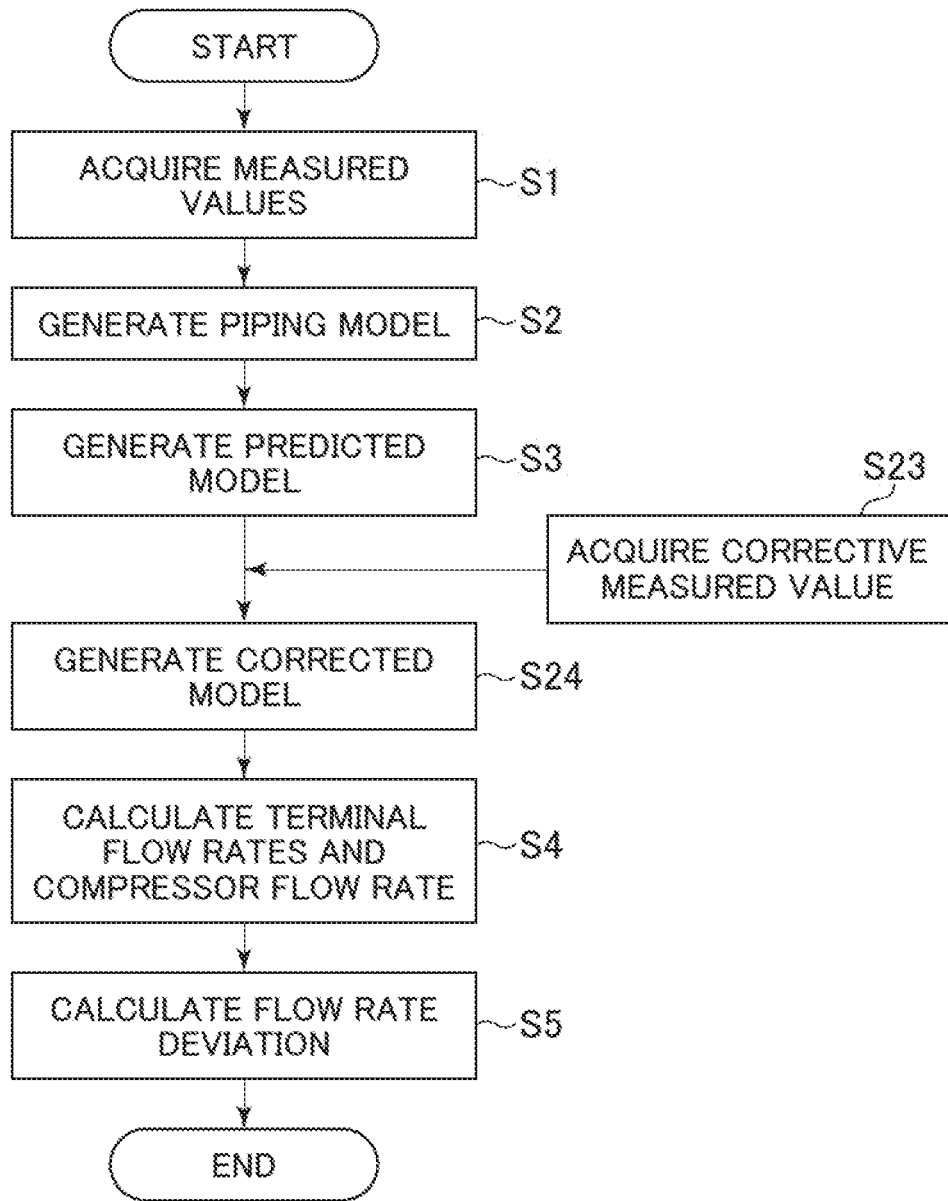 START
ACQUIRE MEASURED
VALUES
S1
GENERATE PIPING MODEL
S2
GENERATE PREDICTED
MODEL
S3
S23
ACQUIRE CORRECTIVE
MEASURED VALUE
GENERATE CORRECTED
MODEL
S24
CALCULATE TERMINAL
FLOW RATES AND
COMPRESSOR FLOW RATE
S4
CALCULATE FLOW RATE
DEVIATION
S5
END